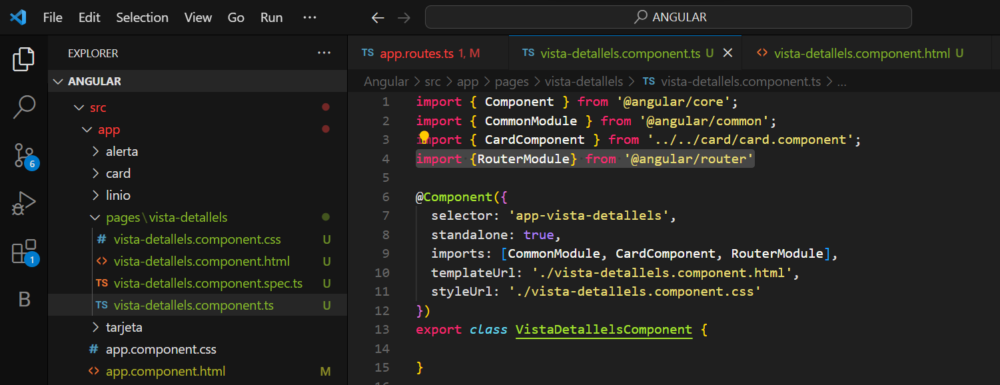 File Edit Selection View Go Run ··· ANGULAR
EXPLORER ···
ANGULAR
src
app
alerta
card
linio
pages\vista-detallels
# vista-detallels.component.css U
<> vista-detallels.component.html U
TS vista-detallels.component.spec.ts U
TS vista-detallels.component.ts U
tarjeta
# app.component.css
<> app.component.html M
6
1
B
TS app.routes.ts 1, M TS vista-detallels.component.ts U <> vista-detallels.component.html U
Angular > src > app > pages > vista-detallels > TS vista-detallels.component.ts > ...
1 import { Component } from '@angular/core';
2 import { CommonModule } from '@angular/common';
3 import { CardComponent } from '../../card/card.component';
4 import {RouterModule} from '@angular/router'
5
6 @Component({
7 selector: 'app-vista-detallels',
8 standalone: true,
9 imports: [CommonModule, CardComponent, RouterModule],
10 templateUrl: './vista-detallels.component.html',
11 styleUrl: './vista-detallels.component.css'
12 })
13 export class VistaDetallelsComponent {
14
15 }